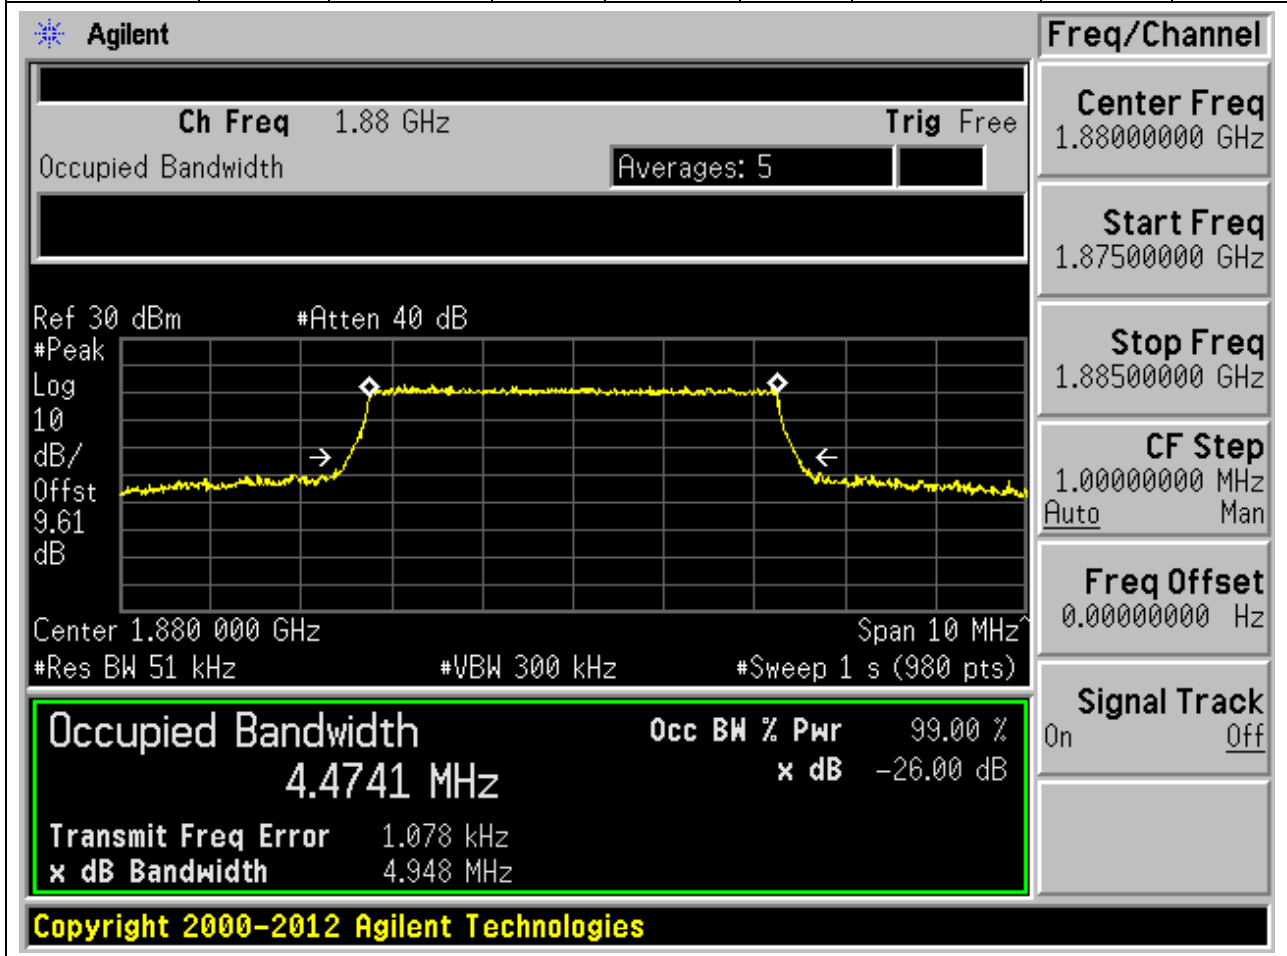 Agilent
Freq/Channel
Ch Freq 1.88 GHz Trig Free
Occupied Bandwidth Averages: 5
Center Freq
1.88000000 GHz
Start Freq
1.87500000 GHz
Stop Freq
1.88500000 GHz
CF Step
1.00000000 MHz
Auto Man
Freq Offset
0.00000000 Hz
Signal Track
On Off
Ref 30 dBm #Atten 40 dB
#Peak
Log
10
dB/
Offst
9.61
dB
Center 1.880 000 GHz Span 10 MHz^
#Res BW 51 kHz #VBW 300 kHz #Sweep 1 s (980 pts)
Occupied Bandwidth Occ BW % Pwr 99.00 %
4.4741 MHz x dB -26.00 dB
Transmit Freq Error 1.078 kHz
x dB Bandwidth 4.948 MHz
Copyright 2000-2012 Agilent Technologies